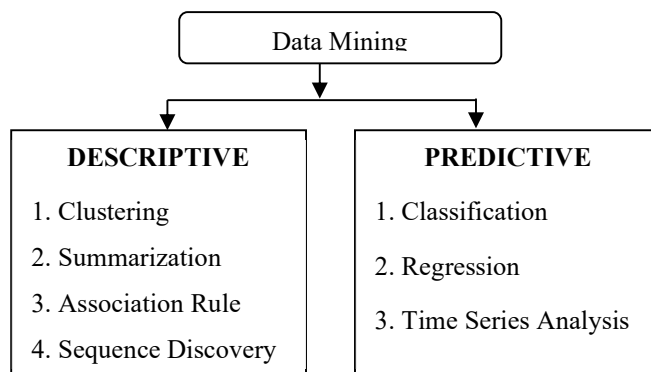 Data Mining
DESCRIPTIVE
1. Clustering
2. Summarization
3. Association Rule
4. Sequence Discovery
PREDICTIVE
1. Classification
2. Regression
3. Time Series Analysis